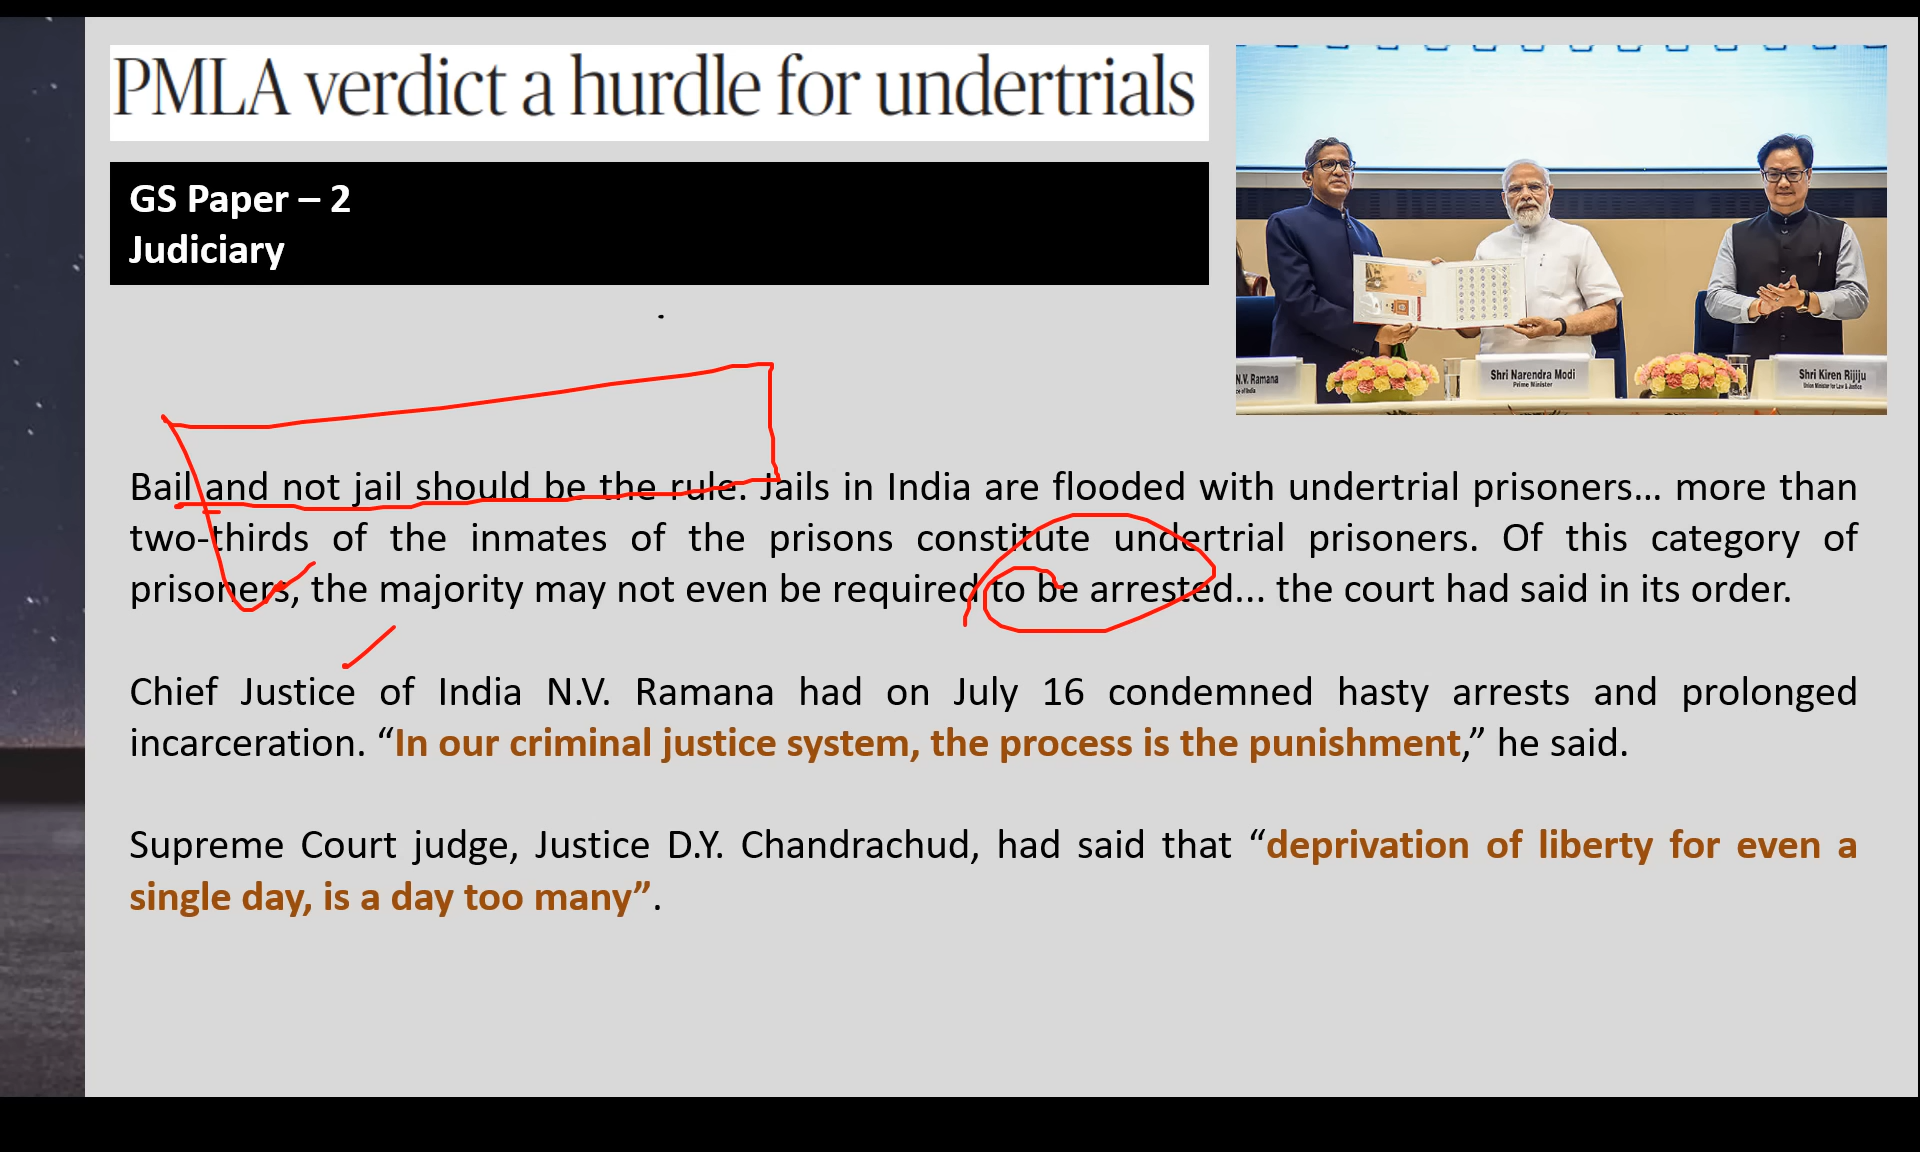 PMLA verdict a hurdle for undertrials
GS Paper – 2
Judiciary
N.V. Ramana
Shri Narendra Modi
Prime Minister
Shri Kiren Rijiju
Union Minister for Law & Justice
Bail and not jail should be the rule. Jails in India are flooded with undertrial prisoners... more than
two-thirds of the inmates of the prisons constitute undertrial prisoners. Of this category of
prisoners, the majority may not even be required to be arrested... the court had said in its order.
Chief Justice of India N.V. Ramana had on July 16 condemned hasty arrests and prolonged
incarceration. “In our criminal justice system, the process is the punishment,” he said.
Supreme Court judge, Justice D.Y. Chandrachud, had said that “deprivation of liberty for even a
single day, is a day too many”.